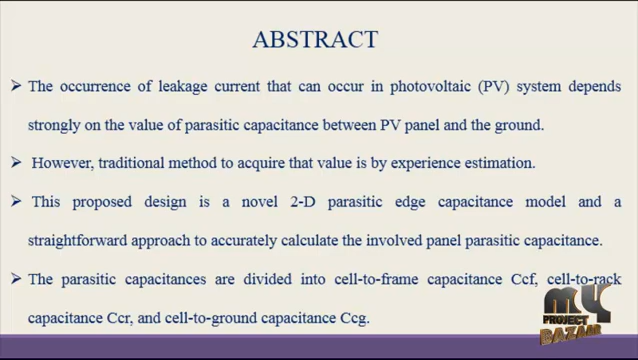 ABSTRACT
➢ The occurrence of leakage current that can occur in photovoltaic (PV) system depends
strongly on the value of parasitic capacitance between PV panel and the ground.
➢ However, traditional method to acquire that value is by experience estimation.
➢ This proposed design is a novel 2-D parasitic edge capacitance model and a
straightforward approach to accurately calculate the involved panel parasitic capacitance.
➢ The parasitic capacitances are divided into cell-to-frame capacitance Ccf, cell-to-rack
capacitance Ccr, and cell-to-ground capacitance Ccg.
MY
PROJECT
BAZAAR